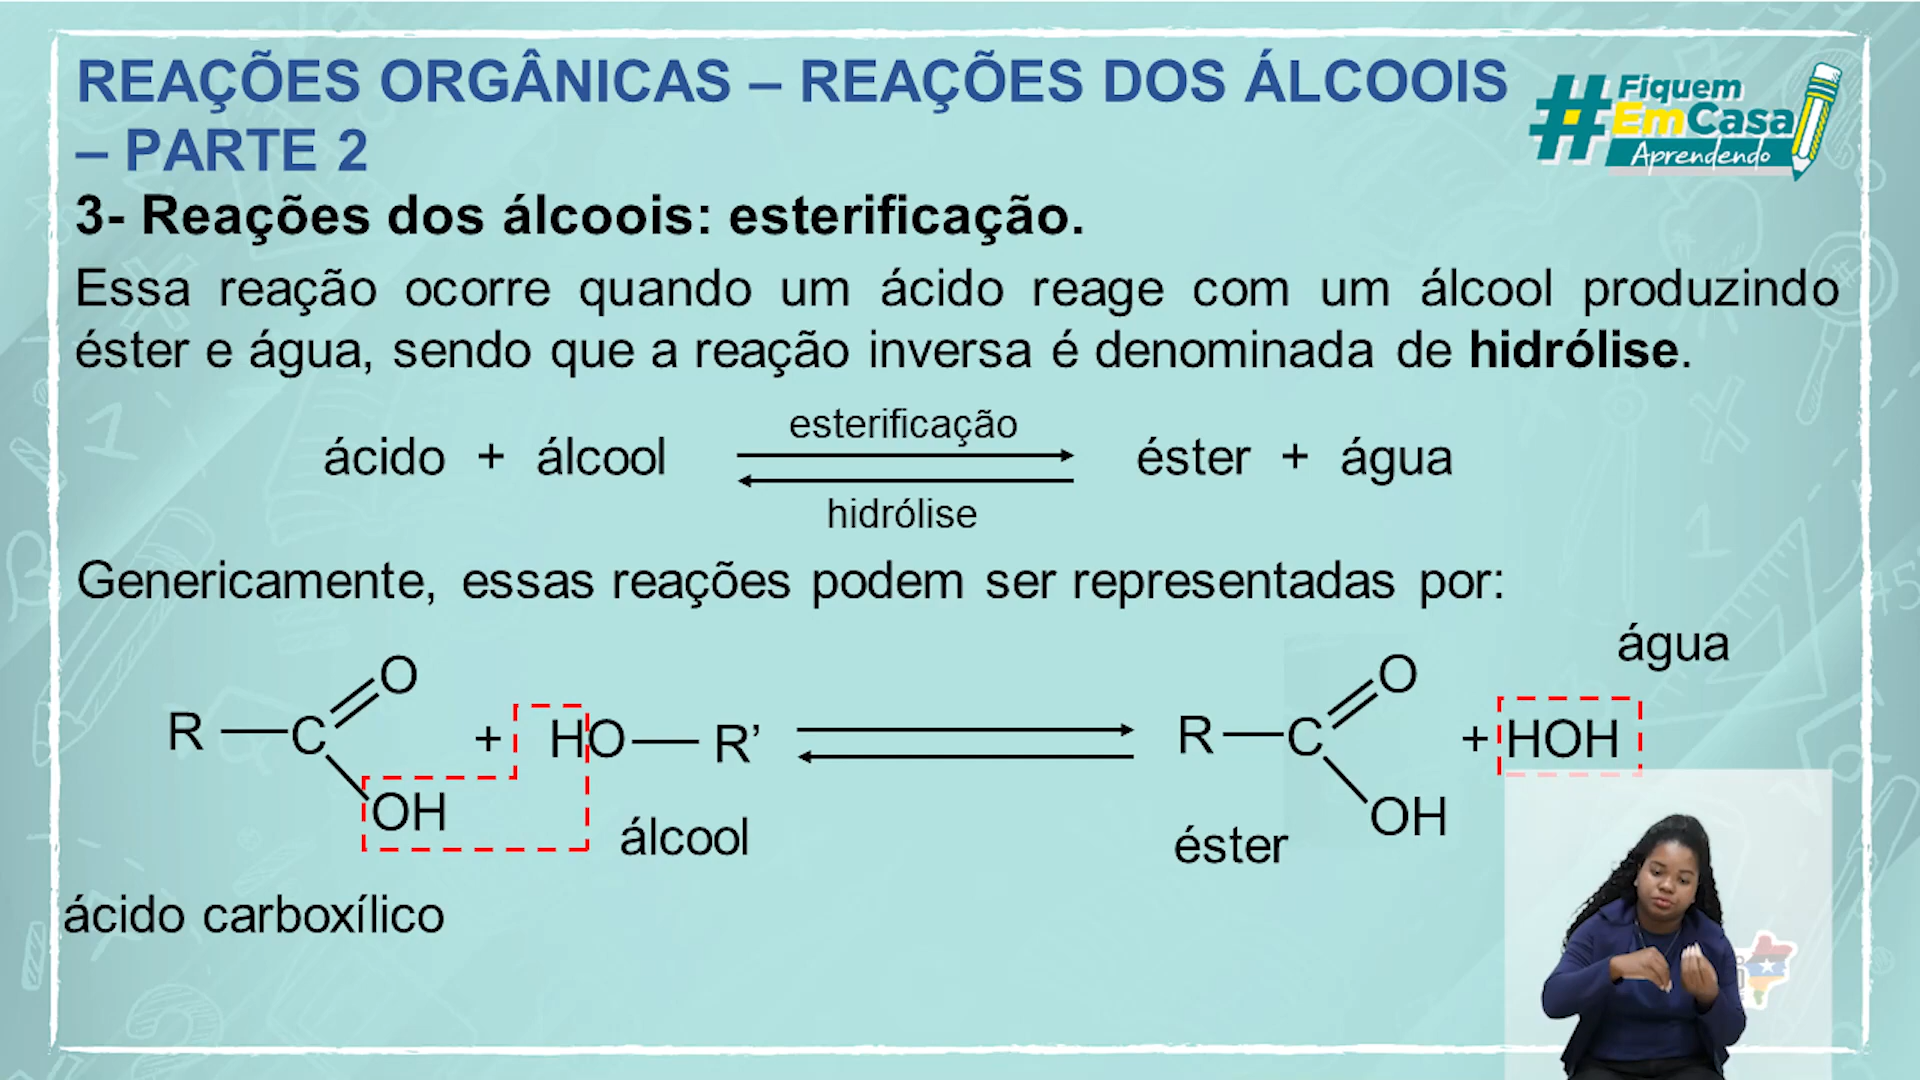 REAÇÕES ORGÂNICAS – REAÇÕES DOS ÁLCOOIS
– PARTE 2
#Fiquem
EmCasa
Aprendendo
3- Reações dos álcoois: esterificação.
Essa reação ocorre quando um ácido reage com um álcool produzindo
éster e água, sendo que a reação inversa é denominada de hidrólise.
esterificação
ácido + álcool éster + água
hidrólise
Genericamente, essas reações podem ser representadas por:
água
O O
R C + HO R’ R C + HOH
OH OH
álcool éster
ácido carboxílico